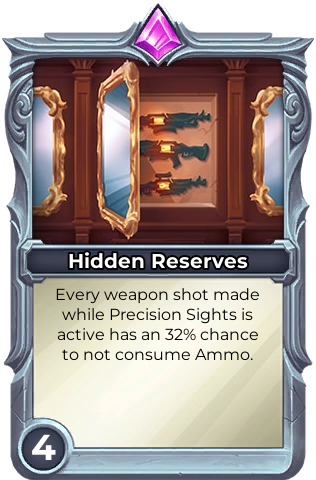 Hidden Reserves
Every weapon shot made
while Precision Sights is
active has an 32% chance
to not consume Ammo.
4